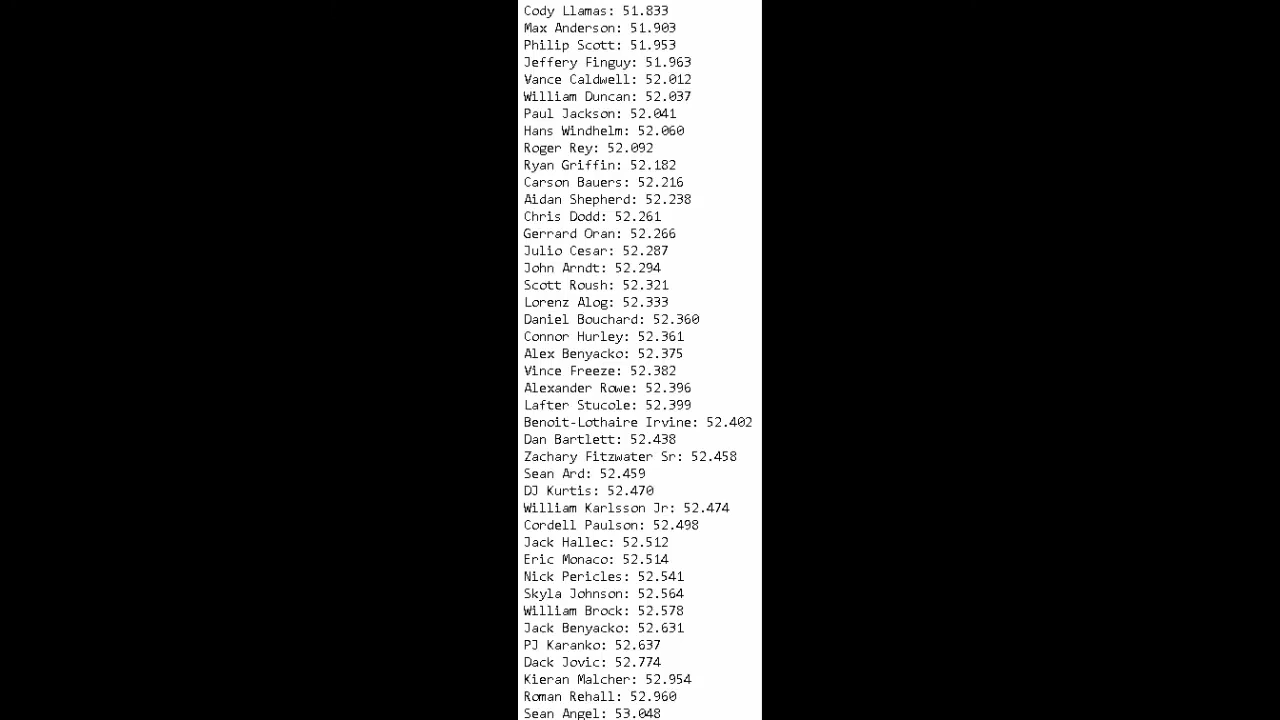 Cody Llamas: 51.833
Max Anderson: 51.903
Philip Scott: 51.953
Jeffery Finguy: 51.963
Vance Caldwell: 52.012
William Duncan: 52.037
Paul Jackson: 52.041
Hans Windhelm: 52.060
Roger Rey: 52.092
Ryan Griffin: 52.182
Carson Bauers: 52.216
Aidan Shepherd: 52.238
Chris Dodd: 52.261
Gerrard Oran: 52.266
Julio Cesar: 52.287
John Arndt: 52.294
Scott Roush: 52.321
Lorenz Alog: 52.333
Daniel Bouchard: 52.360
Connor Hurley: 52.361
Alex Benyacko: 52.375
Vince Freeze: 52.382
Alexander Rowe: 52.396
Lafter Stucole: 52.399
Benoit-Lothaire Irvine: 52.402
Dan Bartlett: 52.438
Zachary Fitzwater Sr: 52.458
Sean Ard: 52.459
DJ Kurtis: 52.470
William Karlsson Jr: 52.474
Cordell Paulson: 52.498
Jack Hallec: 52.512
Eric Monaco: 52.514
Nick Pericles: 52.541
Skyla Johnson: 52.564
William Brock: 52.578
Jack Benyacko: 52.631
PJ Karanko: 52.637
Dack Jovic: 52.774
Kieran Malcher: 52.954
Roman Rehall: 52.960
Sean Angel: 53.048